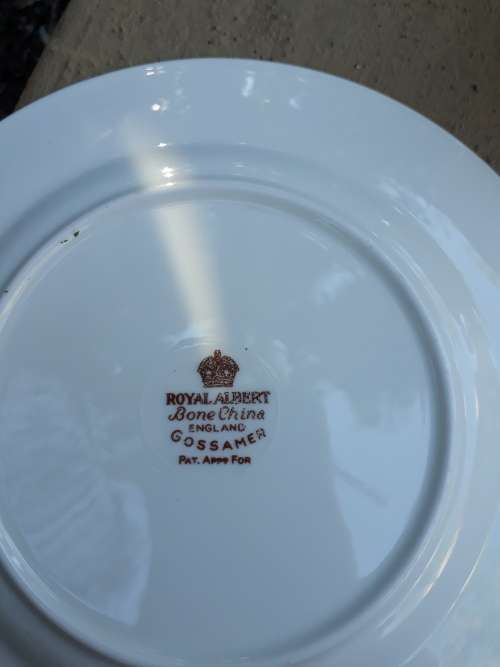 ROYAL ALBERT
Bone China
ENGLAND
GOSSAMER
PAT. APPD FOR